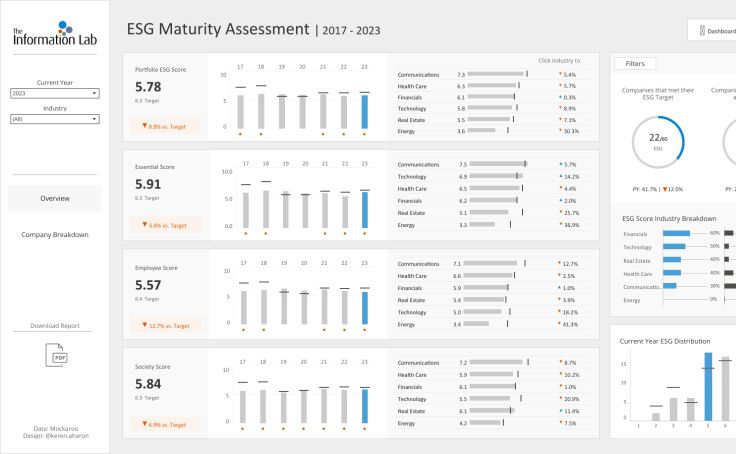 The
Information Lab
Current Year
2023
Industry
(All)
Overview
Company Breakdown
Download Report
PDF
Data: Mockaroo
Design: @keren.aharon
ESG Maturity Assessment | 2017 - 2023
Dashboard
Click Industry to
Portfolio ESG Score
5.78
6.3 Target
▼ 8.8% vs. Target
17 18 19 20 21 22 23
10
5
0
Communications 7.3 ▼ 5.4%
Health Care 6.3 ▼ 5.7%
Financials 6.1 ▲ 0.3%
Technology 5.8 ▼ 8.9%
Real Estate 5.5 ▼ 7.1%
Energy 3.6 ▼ 30.3%
Essential Score
5.91
6.3 Target
▼ 6.8% vs. Target
17 18 19 20 21 22 23
10.0
5.0
0.0
Communications 7.5 ▲ 5.7%
Technology 6.9 ▲ 14.2%
Health Care 6.5 ▼ 4.4%
Financials 6.2 ▲ 2.0%
Real Estate 5.1 ▼ 25.7%
Energy 3.3 ▼ 36.9%
Employee Score
5.57
6.4 Target
▼ 12.7% vs. Target
17 18 19 20 21 22 23
10
5
0
Communications 7.1 ▼ 12.7%
Health Care 6.6 ▼ 2.5%
Financials 5.9 ▲ 1.0%
Real Estate 5.4 ▼ 3.9%
Technology 5.0 ▼ 18.2%
Energy 3.4 ▼ 41.3%
Society Score
5.84
6.3 Target
▼ 6.9% vs. Target
17 18 19 20 21 22 23
10
5
0
Communications 7.2 ▼ 8.7%
Health Care 5.9 ▼ 10.2%
Financials 6.1 ▼ 1.0%
Technology 5.5 ▼ 20.9%
Real Estate 6.1 ▲ 11.4%
Energy 4.2 ▼ 7.5%
Filters
Companies that met their
ESG Target
22/60
ESG
PY: 41.7% | ▼12.0%
ESG Score Industry Breakdown
Financials 60%
Technology 50%
Real Estate 40%
Health Care 40%
Communicatio.. 30%
Energy 0%
Current Year ESG Distribution
15
10
5
0
1 2 3 4 5 6